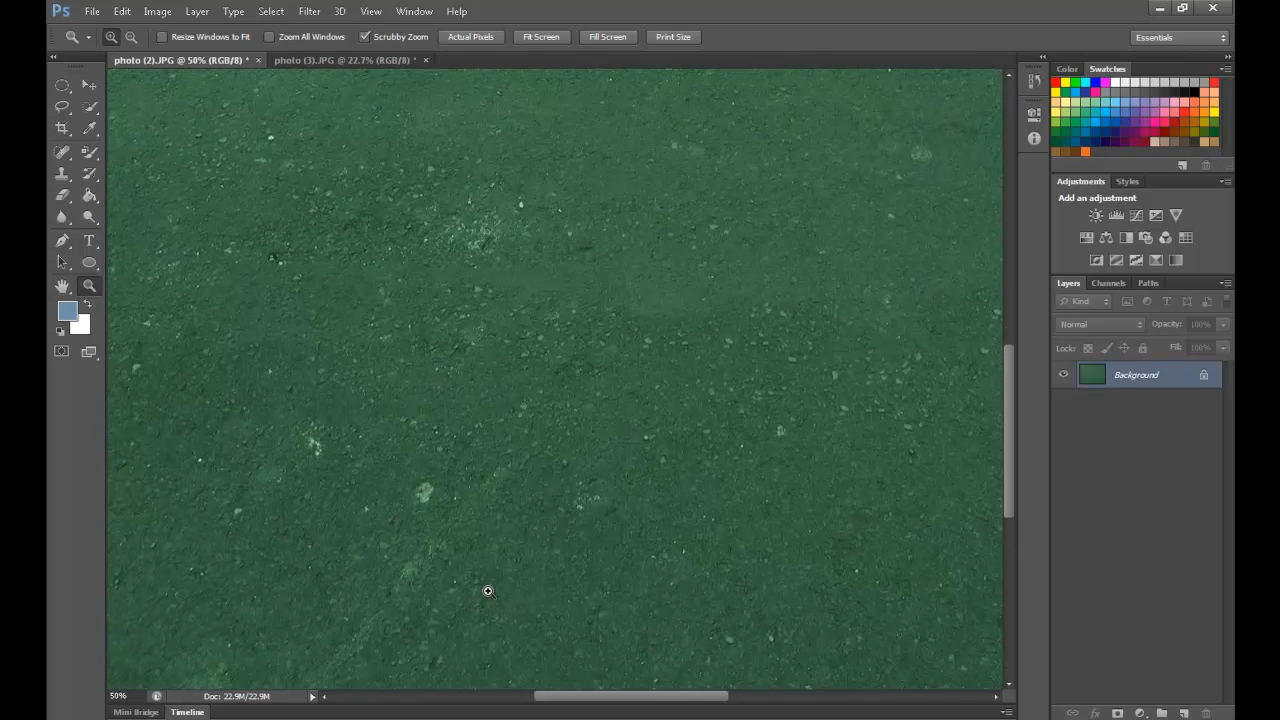 Ps File Edit Image Layer Type Select Filter 3D View Window Help
Resize Windows to Fit Zoom All Windows Scrubby Zoom Actual Pixels Fit Screen Fill Screen Print Size Essentials
photo (2).JPG @ 50% (RGB/8) * × photo (3).JPG @ 22.7% (RGB/8) * ×
Color Swatches
Adjustments Styles
Add an adjustment
Layers Channels Paths
Kind
Normal Opacity: 100%
Lock: Fill: 100%
Background
50% Doc: 22.9M/22.9M
Mini Bridge Timeline